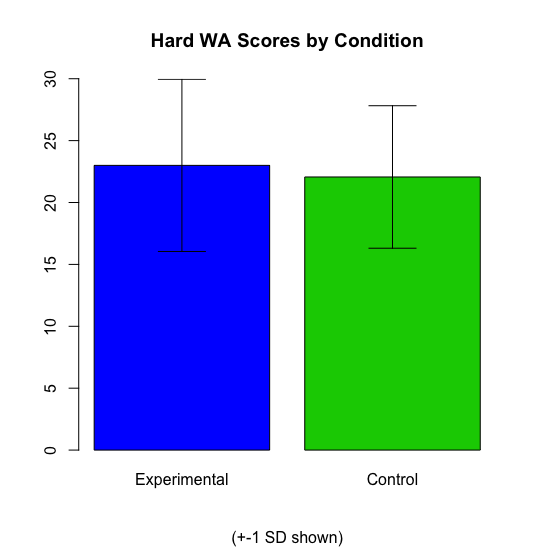 Hard WA Scores by Condition
30
25
20
15
10
5
0
Experimental Control
(+-1 SD shown)